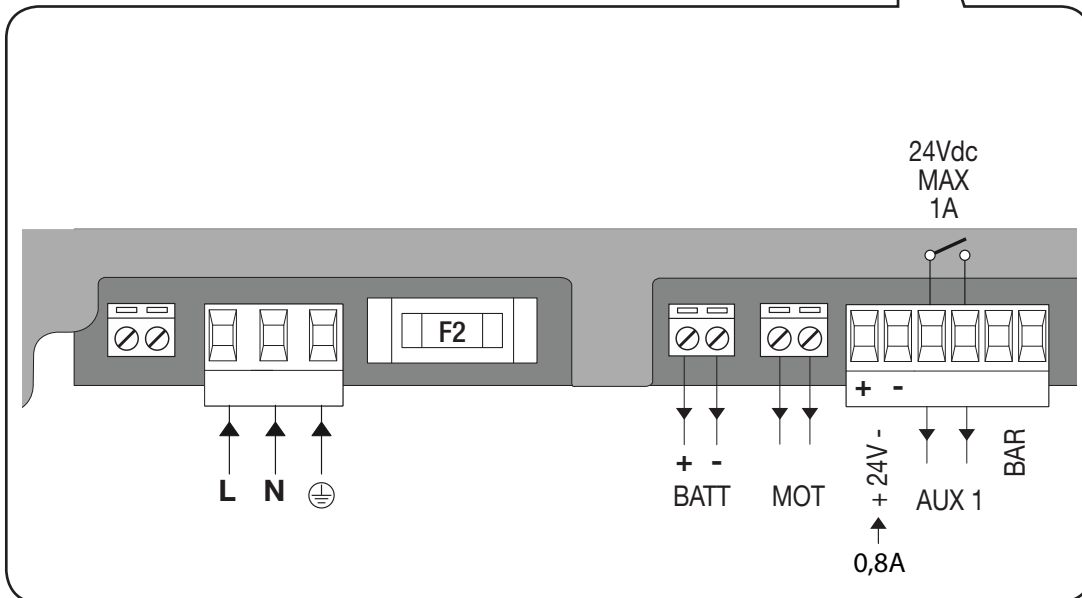 24Vdc
MAX
1A
F2
+ -
L N
+ -
BATT
MOT
+ 24V -
AUX 1
BAR
0,8A